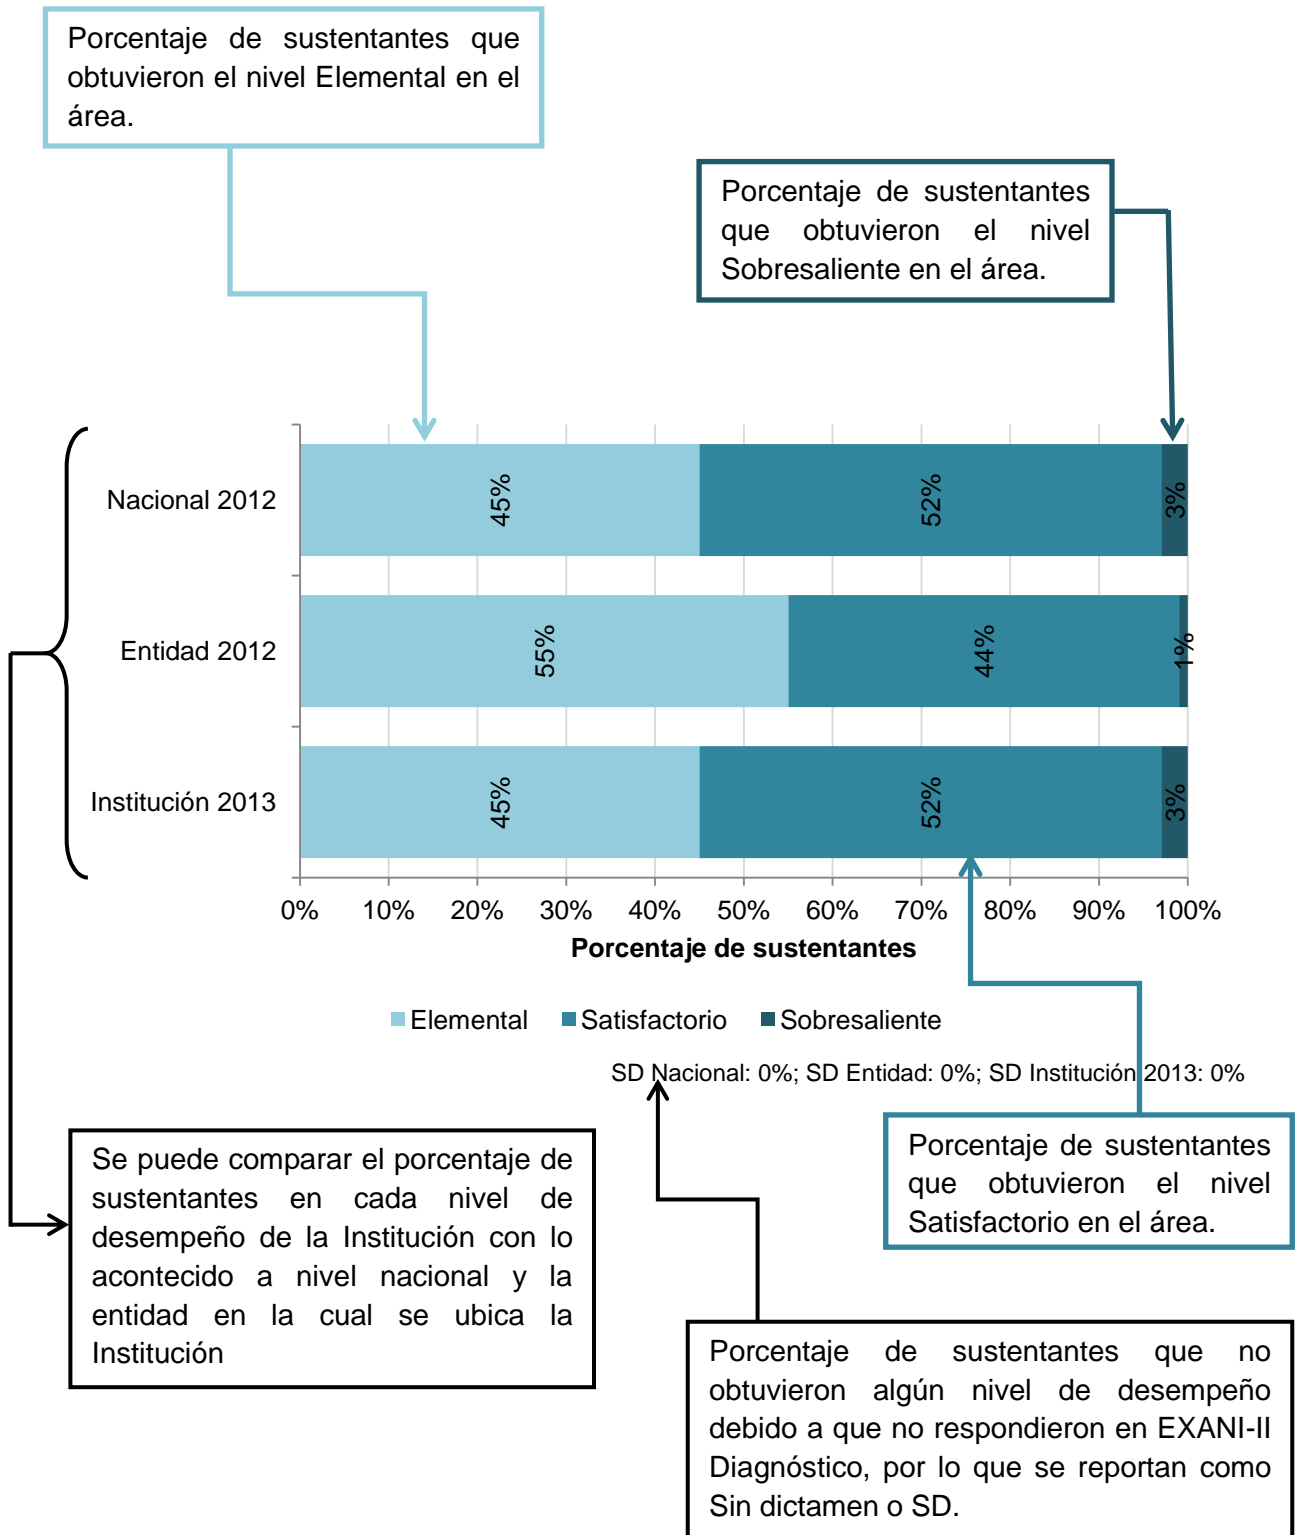 Porcentaje de sustentantes que
obtuvieron el nivel Elemental en el
área.
Porcentaje de sustentantes
que obtuvieron el nivel
Sobresaliente en el área.
Nacional 2012
45%
52%
3%
Entidad 2012
55%
44%
1%
Institución 2013
45%
52%
3%
0% 10% 20% 30% 40% 50% 60% 70% 80% 90% 100%
Porcentaje de sustentantes
Elemental Satisfactorio Sobresaliente
SD Nacional: 0%; SD Entidad: 0%; SD Institución 2013: 0%
Se puede comparar el porcentaje de
sustentantes en cada nivel de
desempeño de la Institución con lo
acontecido a nivel nacional y la
entidad en la cual se ubica la
Institución
Porcentaje de sustentantes
que obtuvieron el nivel
Satisfactorio en el área.
Porcentaje de sustentantes que no
obtuvieron algún nivel de desempeño
debido a que no respondieron en EXANI-II
Diagnóstico, por lo que se reportan como
Sin dictamen o SD.